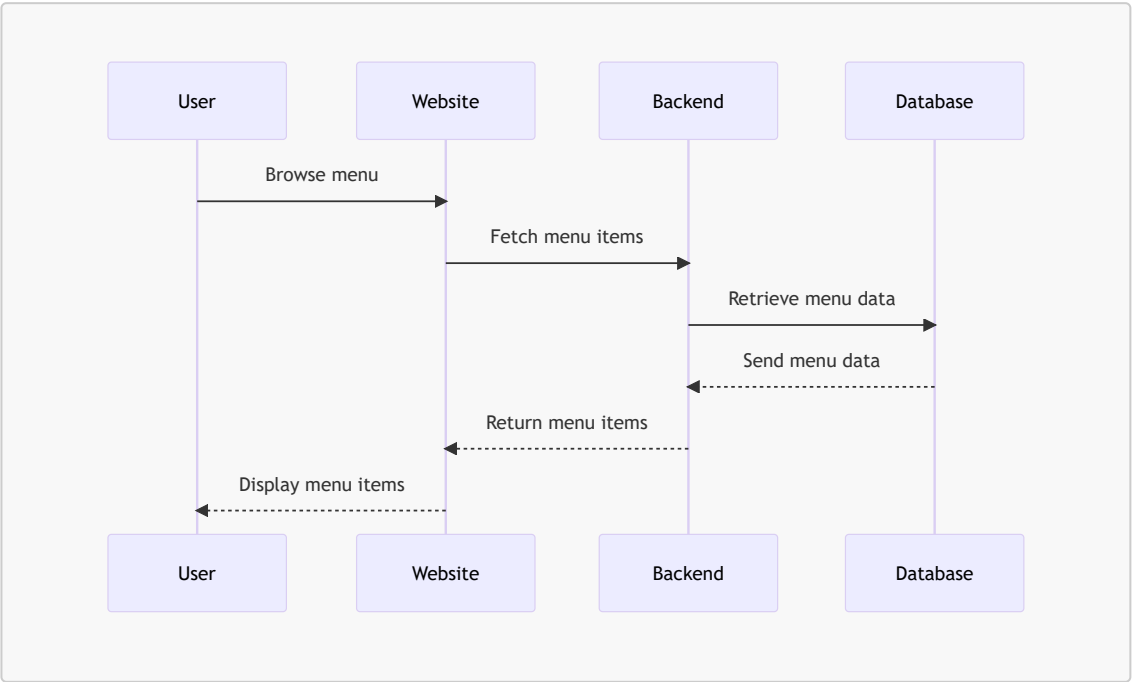 User
Website
Backend
Database
Browse menu
Fetch menu items
Retrieve menu data
Send menu data
Return menu items
Display menu items
User
Website
Backend
Database